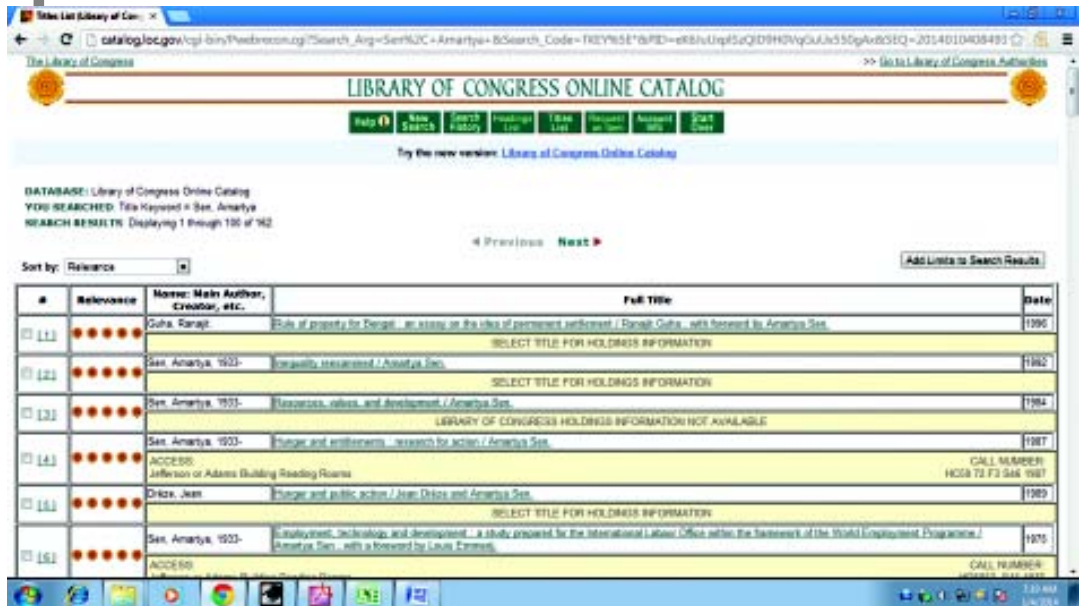 Titles List (Library of Con
catalog.loc.gov/cgi-bin/Pwebrecon.cgi?Search_Arg=Sen%2C+Amartya+&Search_Code=TKEY%5E*&PID=
The Library of Congress
>> Go to Library of Congress Authorities
LIBRARY OF CONGRESS ONLINE CATALOG
Help New Search Search History Headings List Titles List Request an Item Account Info Start Over
Try the new version: Library of Congress Online Catalog
DATABASE: Library of Congress Online Catalog
YOU SEARCHED: Title Keyword = Sen, Amartya
SEARCH RESULTS: Displaying 1 through 100 of 162.
Previous Next
Sort by: Relevance
Add Limits to Search Results
# Relevance Name: Main Author, Creator, etc. Full Title Date
[1] Guha, Ranajit. Rule of property for Bengal : an essay on the idea of permanent settlement / Ranajit Guha ; with foreword by Amartya Sen. 1996
SELECT TITLE FOR HOLDINGS INFORMATION
[2] Sen, Amartya, 1933- Inequality reexamined / Amartya Sen. 1992
SELECT TITLE FOR HOLDINGS INFORMATION
[3] Sen, Amartya, 1933- Resources, values, and development / Amartya Sen. 1984
LIBRARY OF CONGRESS HOLDINGS INFORMATION NOT AVAILABLE
[4] Sen, Amartya, 1933- Hunger and entitlements : research for action / Amartya Sen. 1987
ACCESS: CALL NUMBER:
Jefferson or Adams Building Reading Rooms HC59.72.F3 S46 1987
[5] Drèze, Jean. Hunger and public action / Jean Drèze and Amartya Sen. 1989
SELECT TITLE FOR HOLDINGS INFORMATION
[6] Sen, Amartya, 1933- Employment, technology and development : a study prepared for the International Labour Office within the framework of the World Employment Programme / 1975
Amartya Sen ; with a foreword by Louis Emmerij.
ACCESS: CALL NUMBER:
7:10 AM